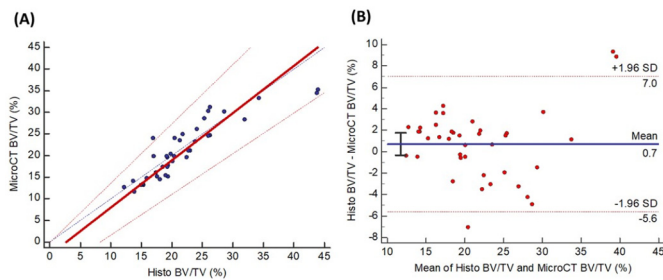 (A)
MicroCT BV/TV (%)
45
40
35
30
25
20
15
10
5
0
0 5 10 15 20 25 30 35 40 45
Histo BV/TV (%)
(B)
Histo BV/TV - MicroCT BV/TV (%)
10
8
6
4
2
0
-2
-4
-6
-8
+1.96 SD
7.0
Mean
0.7
-1.96 SD
-5.6
10 15 20 25 30 35 40 45
Mean of Histo BV/TV and MicroCT BV/TV (%)